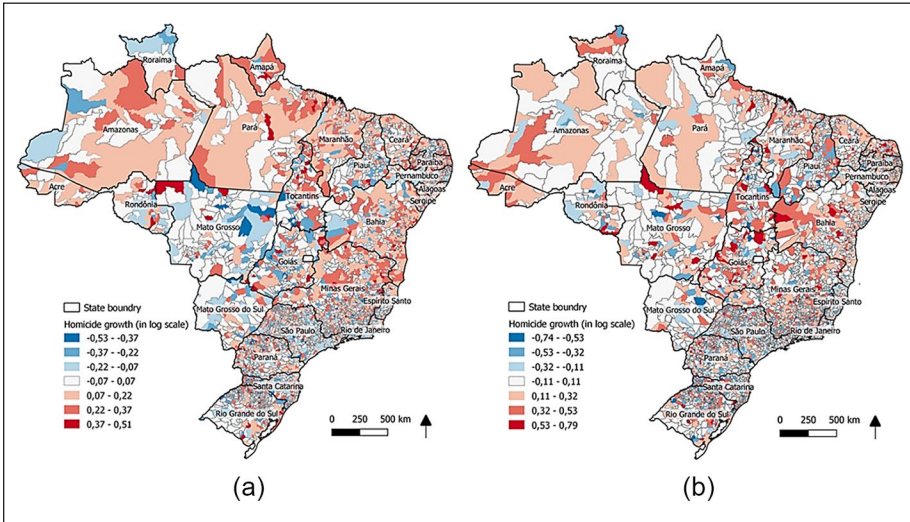 Roraima
Amapá
Amazonas
Pará
Maranhão
Ceará
Piauí
Paraíba
Pernambuco
Alagoas
Sergipe
Acre
Rondônia
Tocantins
Mato Grosso
Bahia
Goiás
Minas Gerais
Mato Grosso do Sul
Espírito Santo
São Paulo
Rio de Janeiro
Paraná
Santa Catarina
Rio Grande do Sul
State boundry
Homicide growth (in log scale)
-0,53 - -0,37
-0,37 - -0,22
-0,22 - -0,07
-0,07 - 0,07
0,07 - 0,22
0,22 - 0,37
0,37 - 0,51
0 250 500 km
(a)
Roraima
Amapá
Amazonas
Pará
Maranhão
Ceará
Piauí
Paraíba
Pernambuco
Alagoas
Sergipe
Acre
Rondônia
Tocantins
Mato Grosso
Bahia
Goiás
Minas Gerais
Mato Grosso do Sul
Espírito Santo
São Paulo
Rio de Janeiro
Paraná
Santa Catarina
Rio Grande do Sul
State boundry
Homicide growth (in log scale)
-0,74 - -0,53
-0,53 - -0,32
-0,32 - -0,11
-0,11 - 0,11
0,11 - 0,32
0,32 - 0,53
0,53 - 0,79
0 250 500 km
(b)